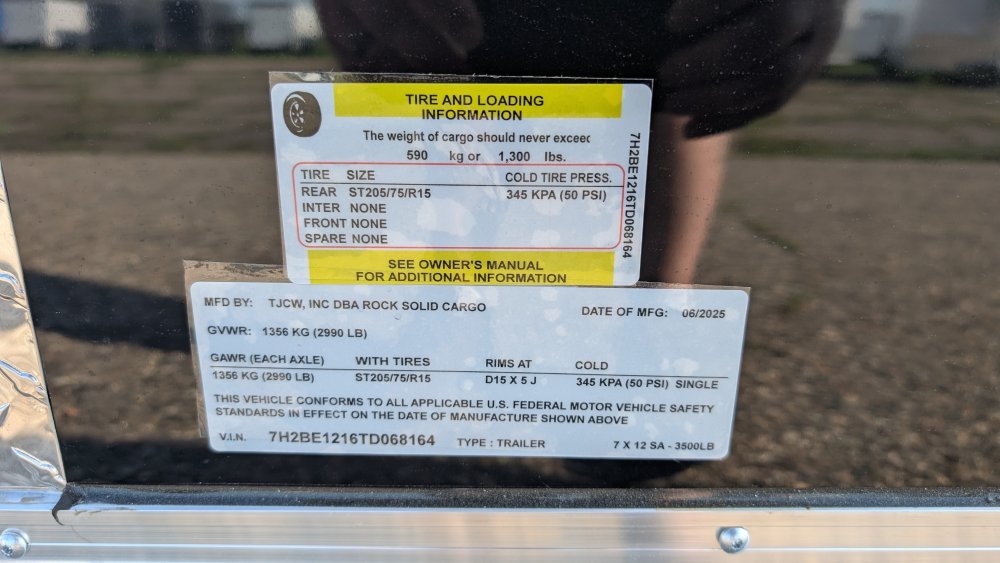 TIRE AND LOADING
INFORMATION
The weight of cargo should never exceed
590 kg or 1,300 lbs.
TIRE SIZE COLD TIRE PRESS.
REAR ST205/75/R15 345 KPA (50 PSI)
INTER NONE
FRONT NONE
SPARE NONE
SEE OWNER'S MANUAL
FOR ADDITIONAL INFORMATION
7H2BE1216TD068164
MFD BY: TJCW, INC DBA ROCK SOLID CARGO DATE OF MFG: 06/2025
GVWR: 1356 KG (2990 LB)
GAWR (EACH AXLE) WITH TIRES RIMS AT COLD
1356 KG (2990 LB) ST205/75/R15 D15 X 5 J 345 KPA (50 PSI) SINGLE
THIS VEHICLE CONFORMS TO ALL APPLICABLE U.S. FEDERAL MOTOR VEHICLE SAFETY
STANDARDS IN EFFECT ON THE DATE OF MANUFACTURE SHOWN ABOVE
V.I.N. 7H2BE1216TD068164 TYPE : TRAILER 7 X 12 SA - 3500LB